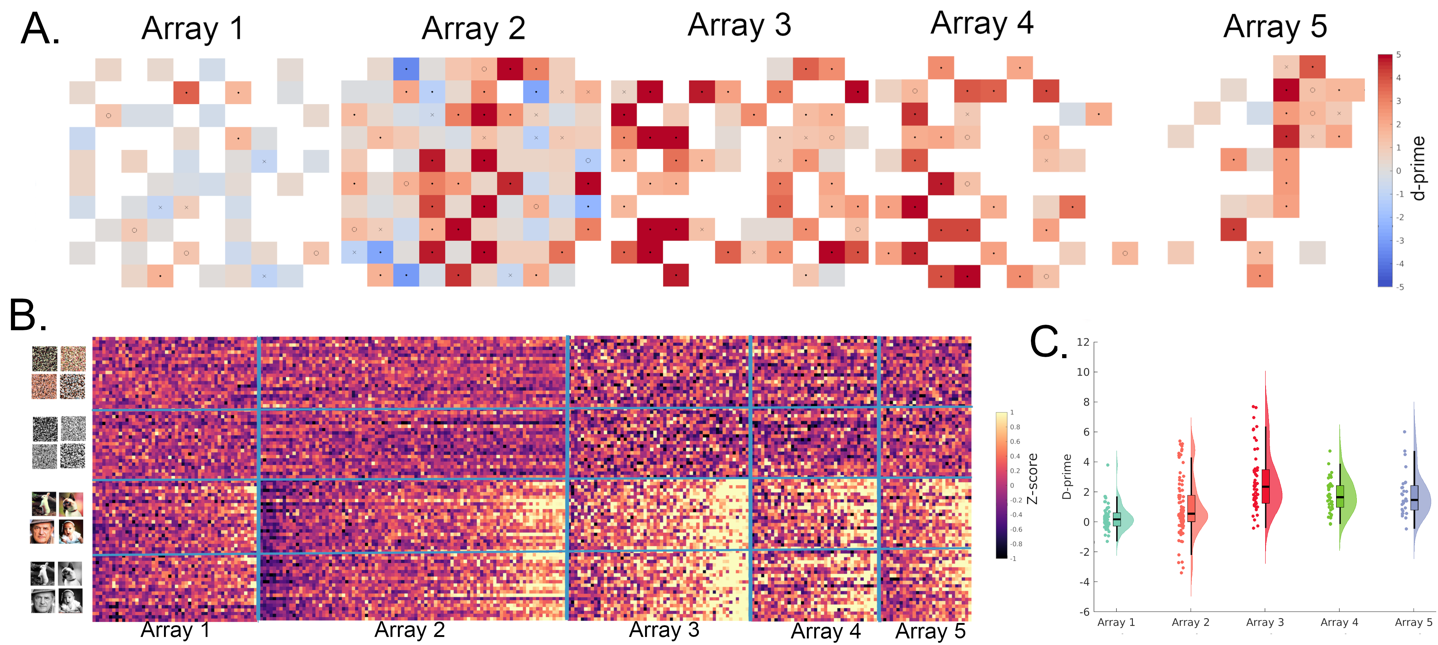 A.
Array 1
Array 2
Array 3
Array 4
Array 5
5
4
3
2
1
0
-1
-2
-3
-4
-5
d-prime
B.
Array 1
Array 2
Array 3
Array 4
Array 5
1
0.8
0.6
0.4
0.2
0
-0.2
-0.4
-0.6
-0.8
-1
Z-score
C.
12
10
8
6
4
2
0
-2
-4
-6
D-prime
Array 1
Array 2
Array 3
Array 4
Array 5